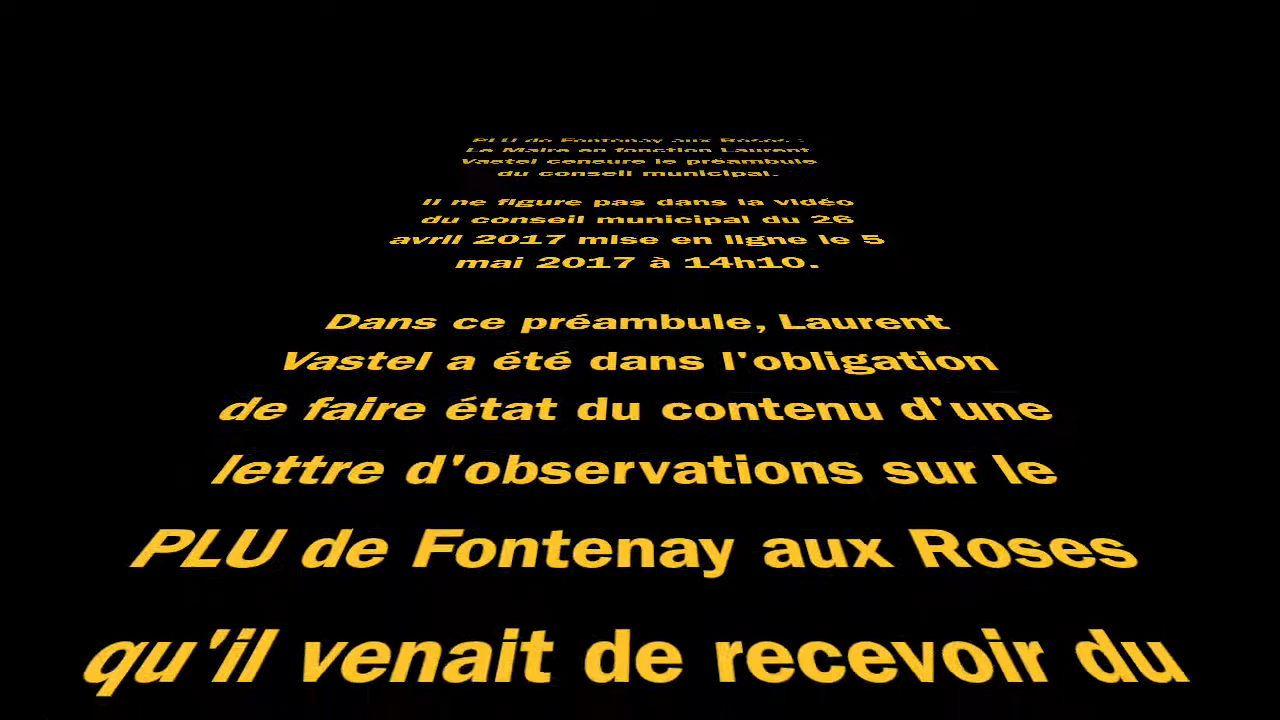 PLU de Fontenay aux Roses :
Le Maire en fonction Laurent
Vastel censure le préambule
du conseil municipal.
Il ne figure pas dans la vidéo
du conseil municipal du 26
avril 2017 mise en ligne le 5
mai 2017 à 14h10.
Dans ce préambule, Laurent
Vastel a été dans l'obligation
de faire état du contenu d'une
lettre d'observations sur le
PLU de Fontenay aux Roses
qu'il venait de recevoir du